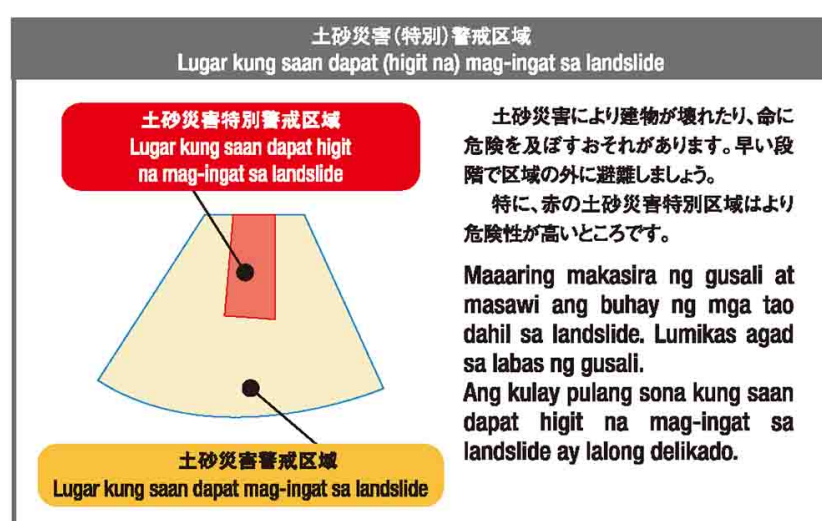 土砂災害(特別)警戒区域
Lugar kung saan dapat (higit na) mag-ingat sa landslide
土砂災害特別警戒区域
Lugar kung saan dapat higit
na mag-ingat sa landslide
土砂災害により建物が壊れたり、命に
危険を及ぼすおそれがあります。早い段
階で区域の外に避難しましょう。
特に、赤の土砂災害特別区域はより
危険性が高いところです。
Maaaring makasira ng gusali at
masawi ang buhay ng mga tao
dahil sa landslide. Lumikas agad
sa labas ng gusali.
Ang kulay pulang sona kung saan
dapat higit na mag-ingat sa
landslide ay lalong delikado.
土砂災害警戒区域
Lugar kung saan dapat mag-ingat sa landslide